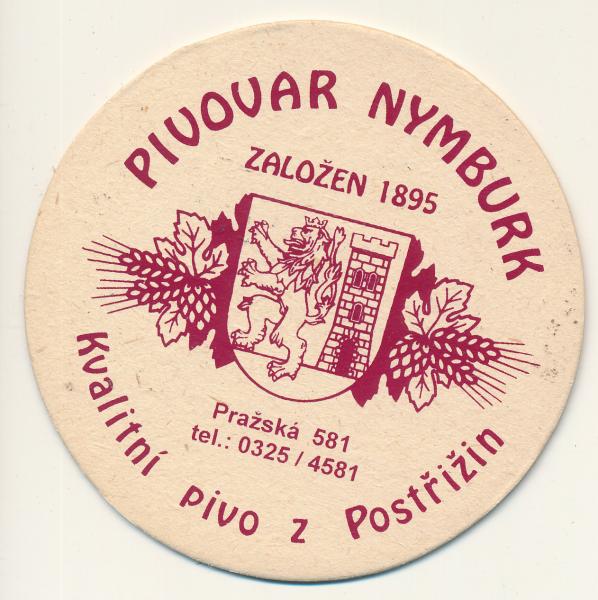 PIVOVAR NYMBURK
ZALOŽEN 1895
Pražská 581
tel.: 0325 / 4581
Kvalitní pivo z Postřižin